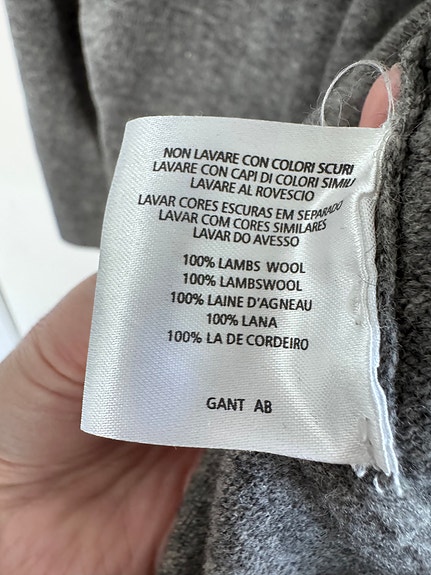 NON LAVARE CON COLORI SCURI
LAVARE CON CAPI DI COLORI SIMILI
LAVARE AL ROVESCIO
LAVAR CORES ESCURAS EM SEPARADO
LAVAR COM CORES SIMILARES
LAVAR DO AVESSO
100% LAMBS WOOL
100% LAMBSWOOL
100% LAINE D'AGNEAU
100% LANA
100% LA DE CORDEIRO
GANT AB